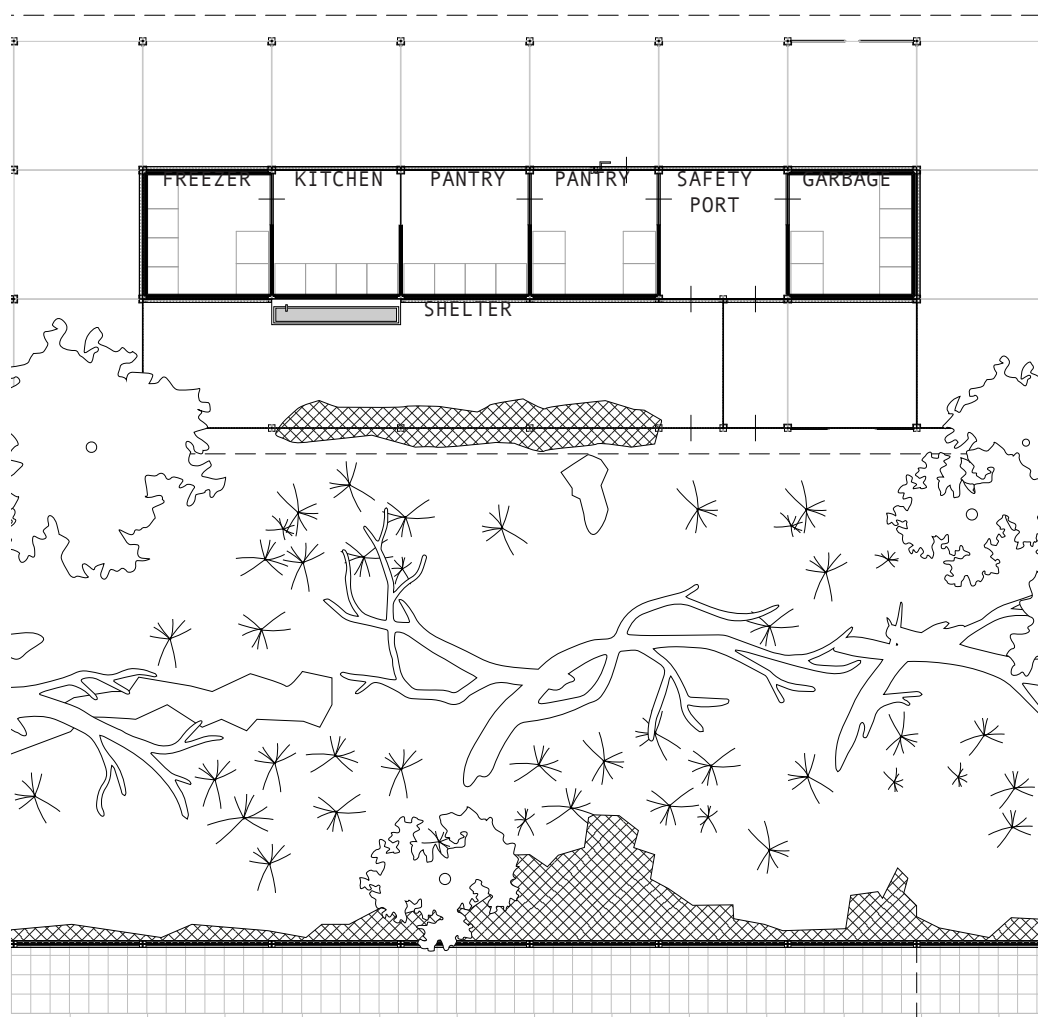 FREEZER
KITCHEN
PANTRY
PANTRY
SAFETY
PORT
GARBAGE
SHELTER